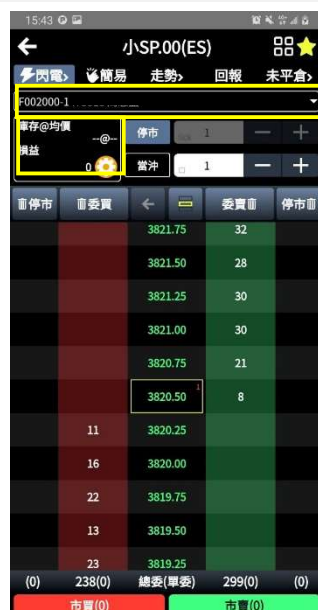 15:43
小SP.00(ES)
閃電> 簡易 走勢> 回報 未平倉>
F002000-1
庫存@均價 --@-- 停市 1 − +
損益 0 當沖 1 − +
停市 委買 ← 委賣 停市
3821.75 32
3821.50 28
3821.25 30
3821.00 30
3820.75 21
3820.50 1 8
11 3820.25
16 3820.00
22 3819.75
13 3819.50
23 3819.25
(0) 238(0) 總委(單委) 299(0) (0)
市買(0) 市賣(0)